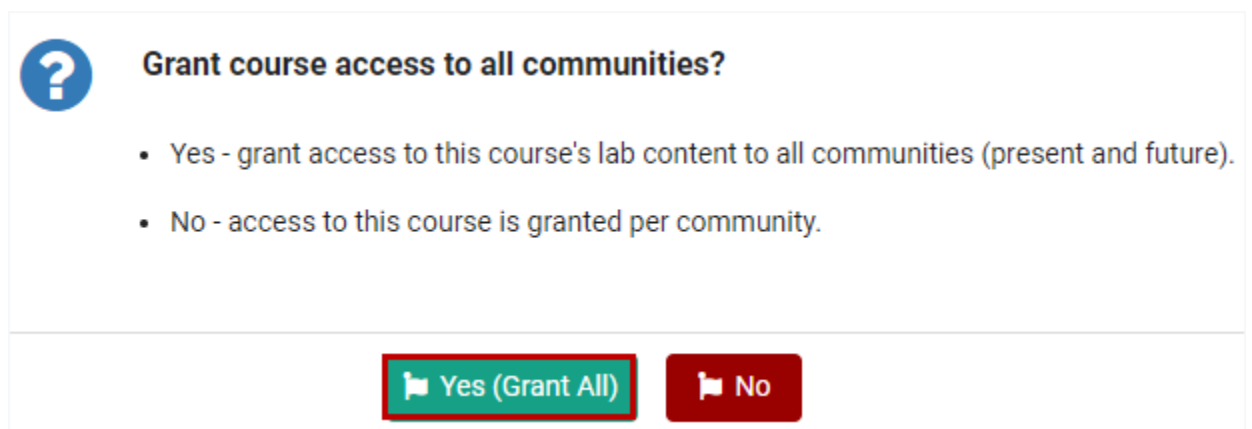 Grant course access to all communities?
• Yes - grant access to this course's lab content to all communities (present and future).
• No - access to this course is granted per community.
Yes (Grant All)
No